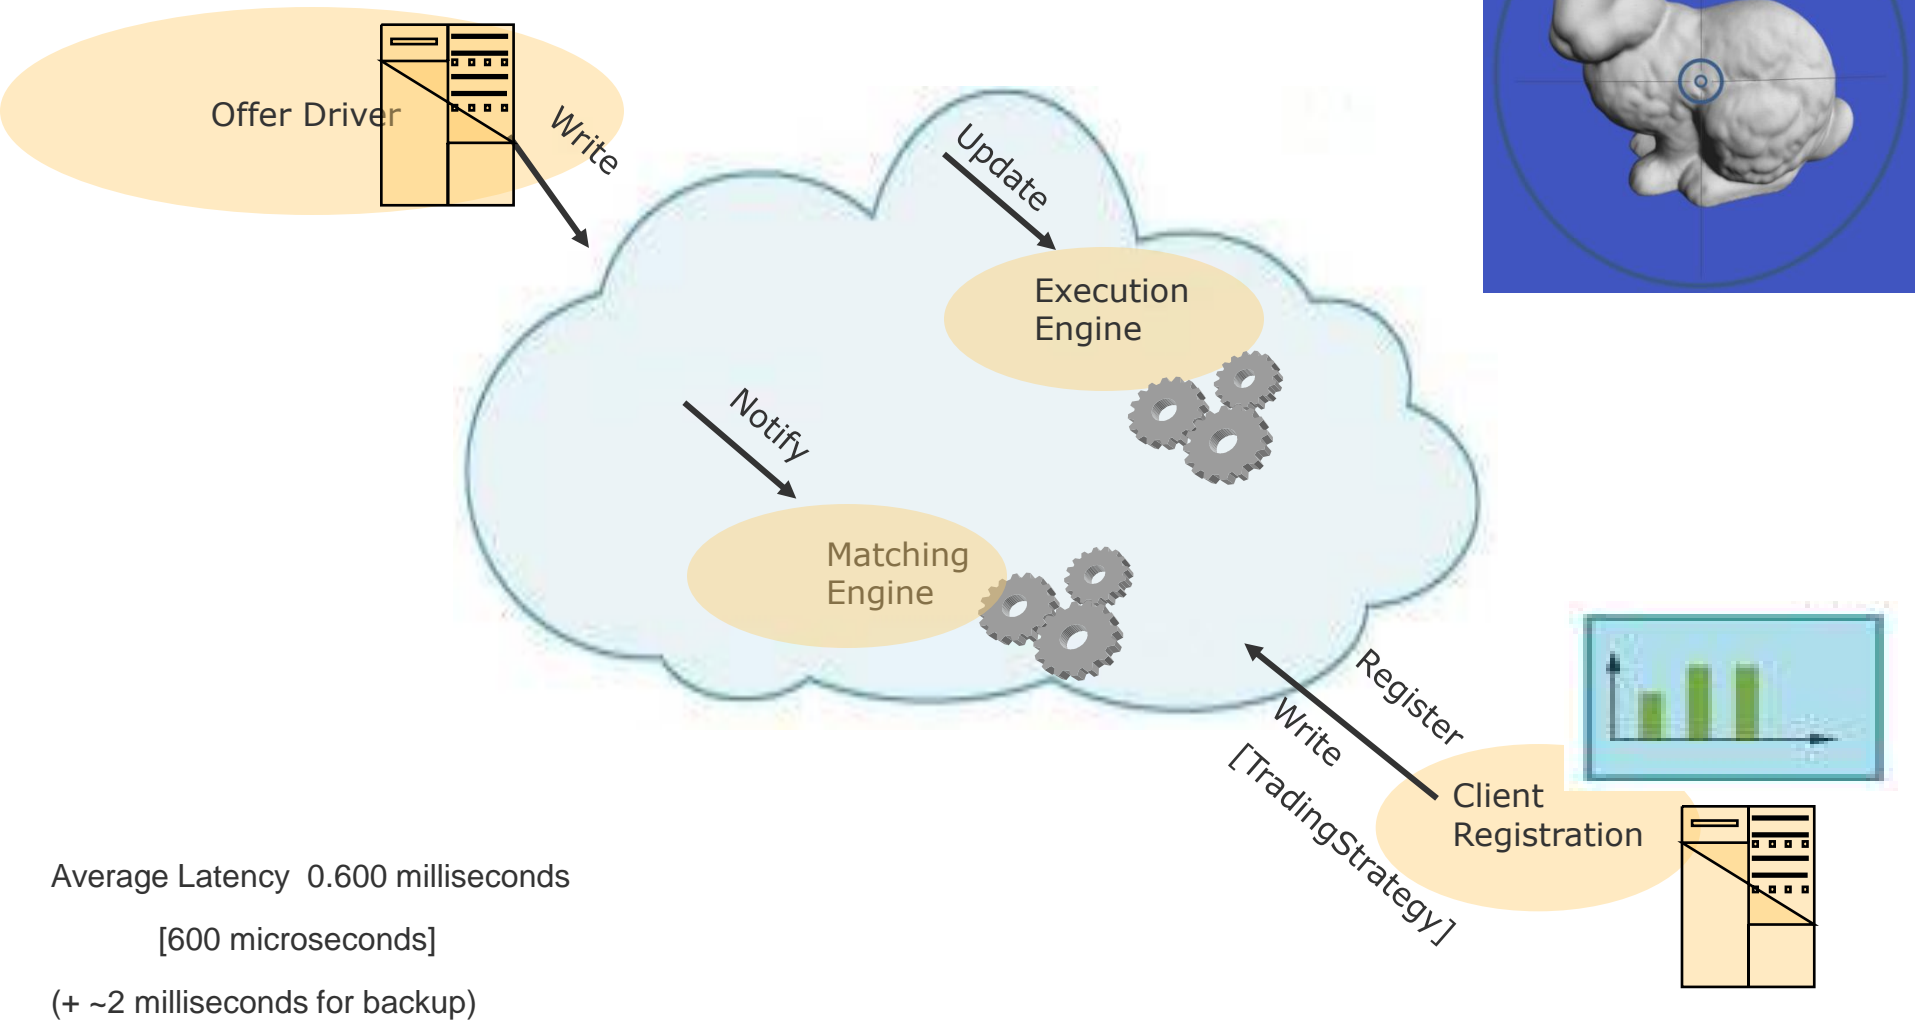 Offer Driver
Write
Update
Execution
Engine
Notify
Matching
Engine
Register
Write
[TradingStrategy]
Client
Registration
Average Latency 0.600 milliseconds
[600 microseconds]
(+ ~2 milliseconds for backup)